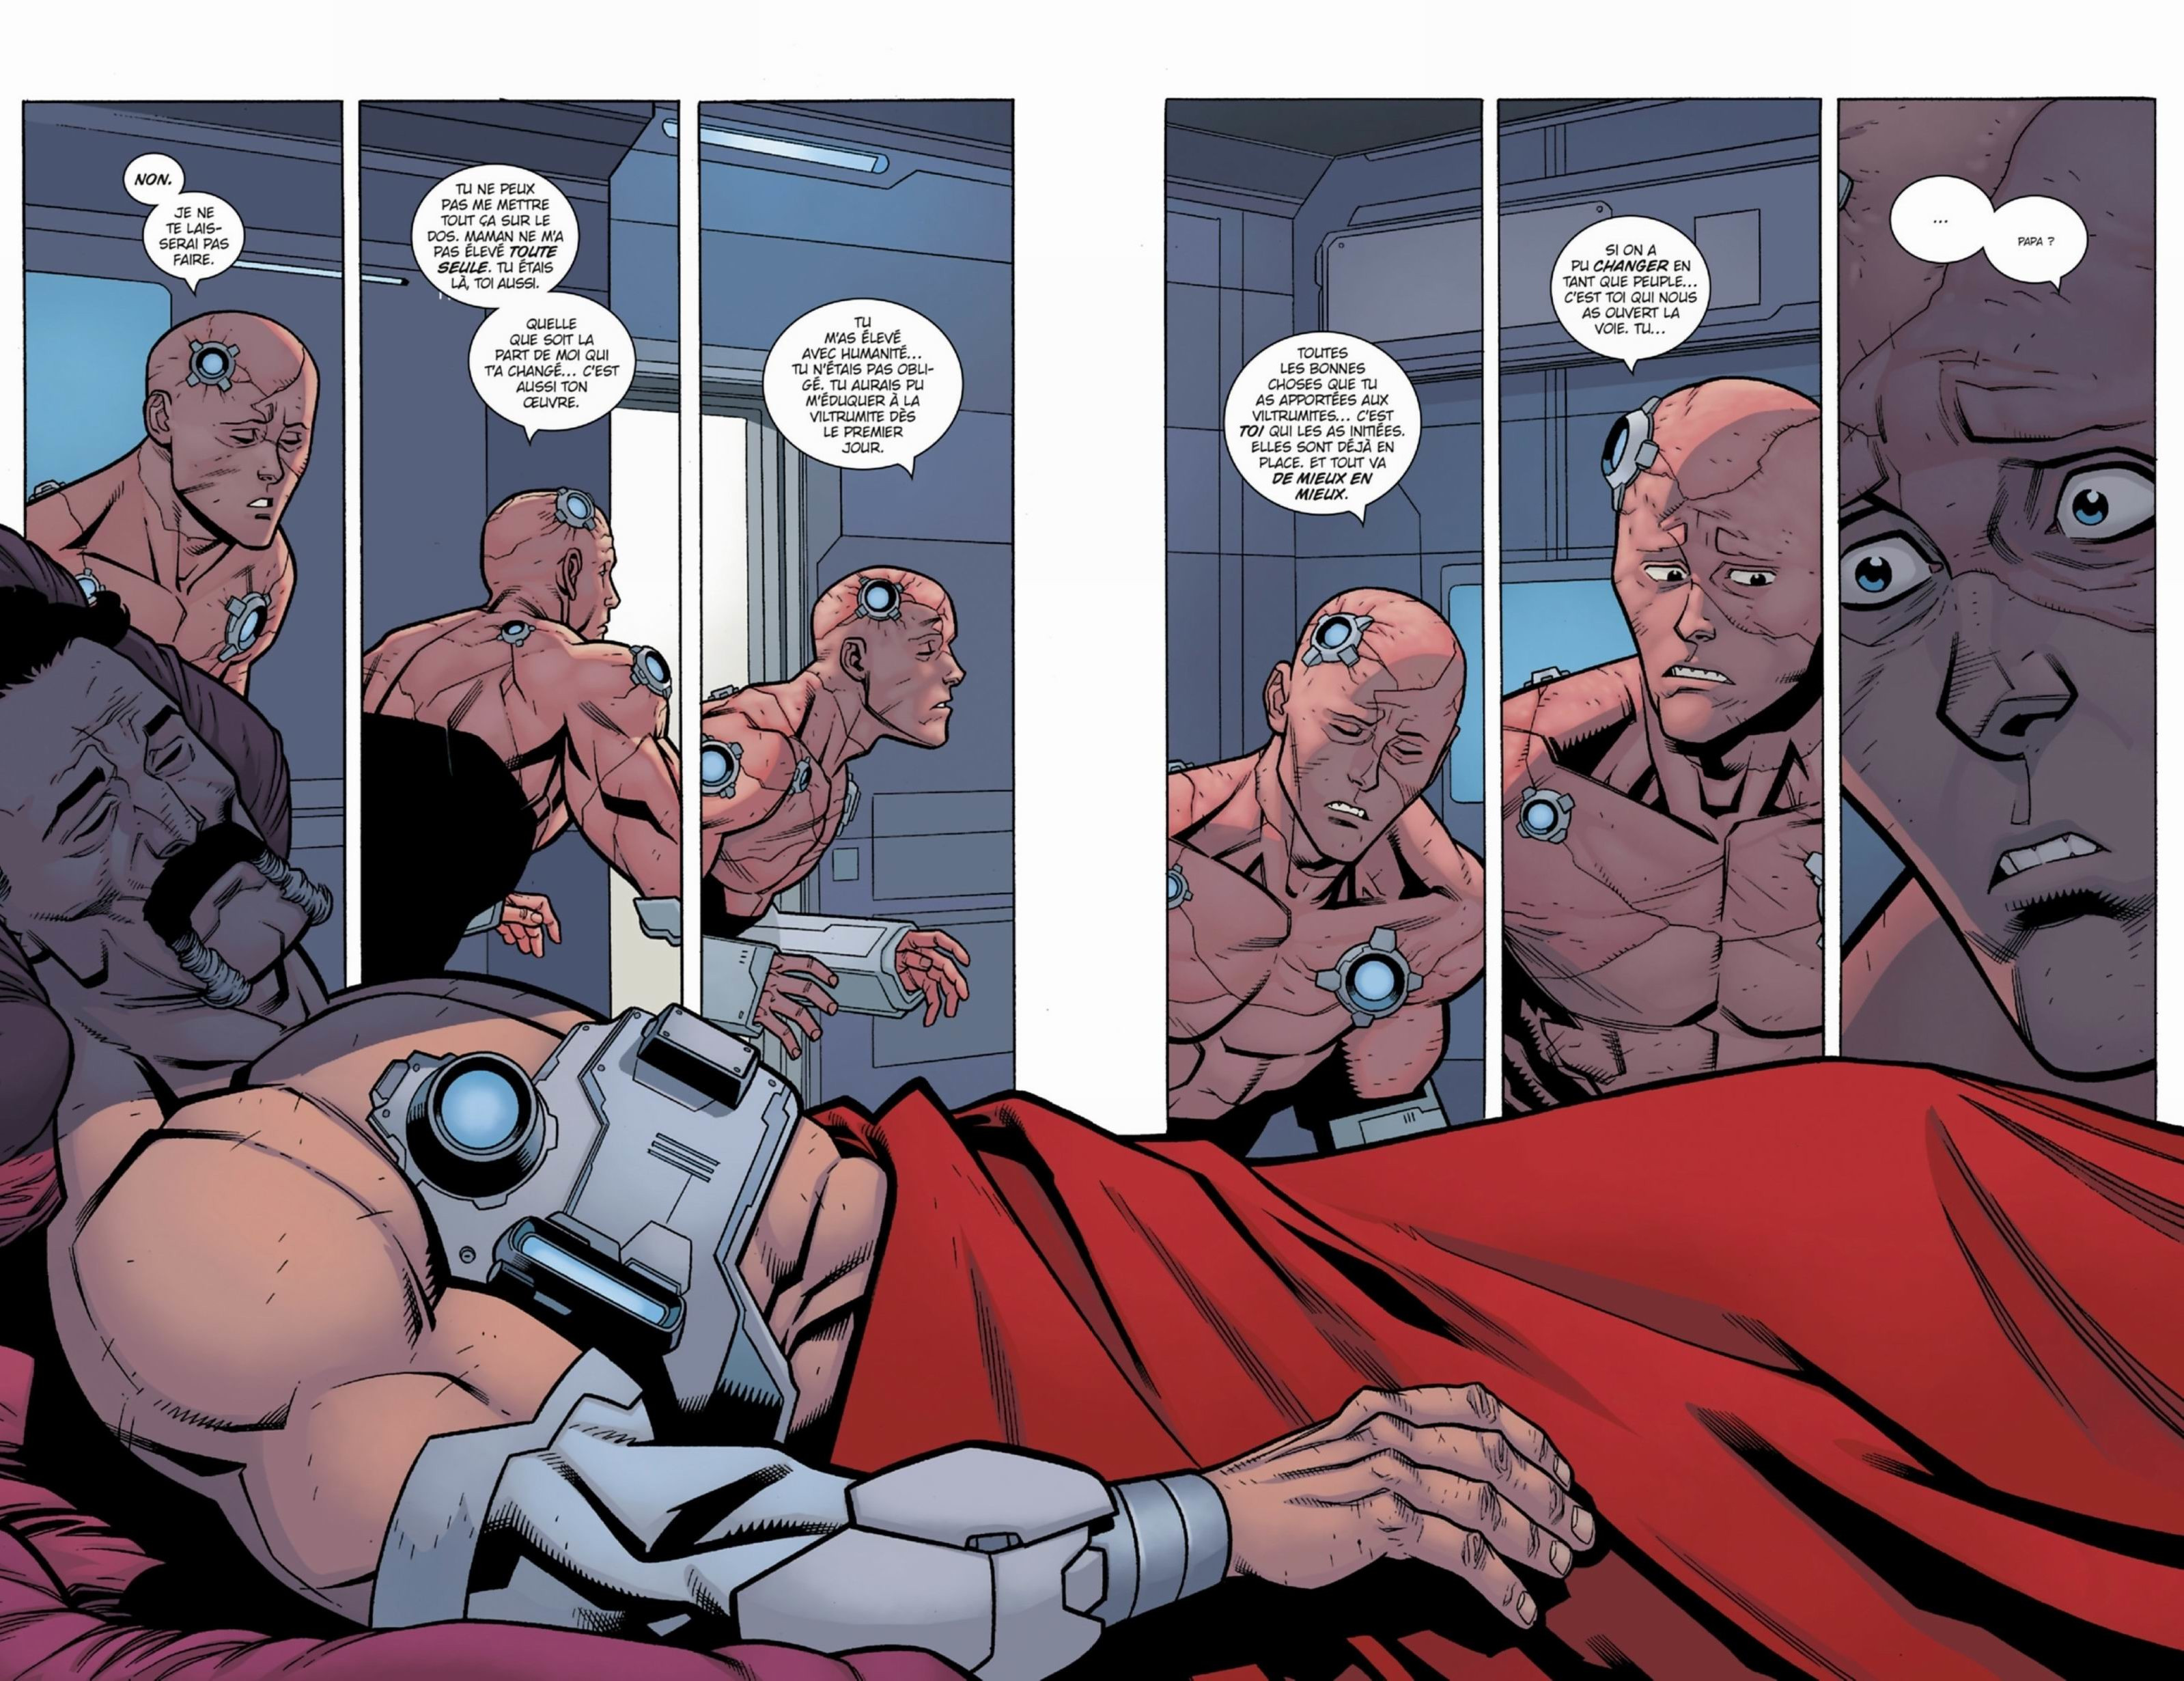 NON.
JE NE
TE LAIS-
SERAI PAS
FAIRE.
TU NE PEUX
PAS ME METTRE
TOUT ÇA SUR LE
DOS. MAMAN NE M'A
PAS ÉLEVÉ TOUTE
SEULE. TU ÉTAIS
LÀ, TOI AUSSI.
QUELLE
QUE SOIT LA
PART DE MOI QUI
T'A CHANGÉ... C'EST
AUSSI TON
ŒUVRE.
TU
M'AS ÉLEVÉ
AVEC HUMANITÉ...
TU N'ÉTAIS PAS OBLI-
GÉ. TU AURAIS PU
M'ÉDUQUER À LA
VILTRUMITE DÈS
LE PREMIER
JOUR.
TOUTES
LES BONNES
CHOSES QUE TU
AS APPORTÉES AUX
VILTRUMITES... C'EST
TOI QUI LES AS INITIÉES.
ELLES SONT DÉJÀ EN
PLACE. ET TOUT VA
DE MIEUX EN
MIEUX.
SI ON A
PU CHANGER EN
TANT QUE PEUPLE...
C'EST TOI QUI NOUS
AS OUVERT LA
VOIE. TU...
...
PAPA ?